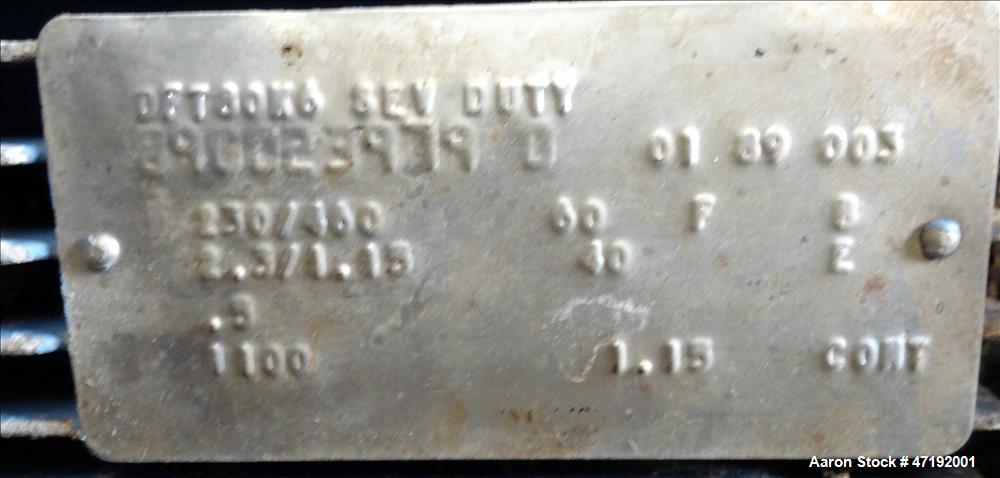 DFT80K6 SEV DUTY
01 89 003
230/460 60 F B
2.3/1.15 40 Z
.5
1100 1.15 CONT
Aaron Stock # 47192001